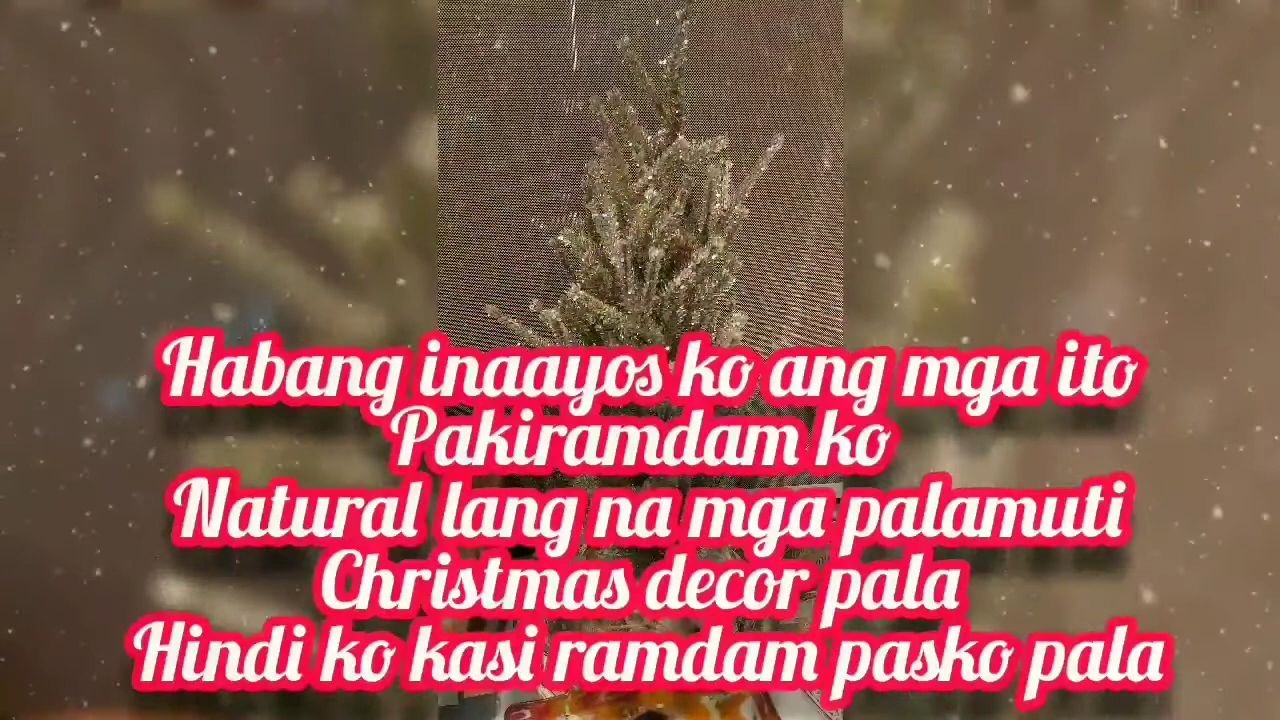 Habang inaayos ko ang mga ito
Pakiramdam ko
Natural lang na mga palamuti
Christmas decor pala
Hindi ko kasi ramdam pasko pala